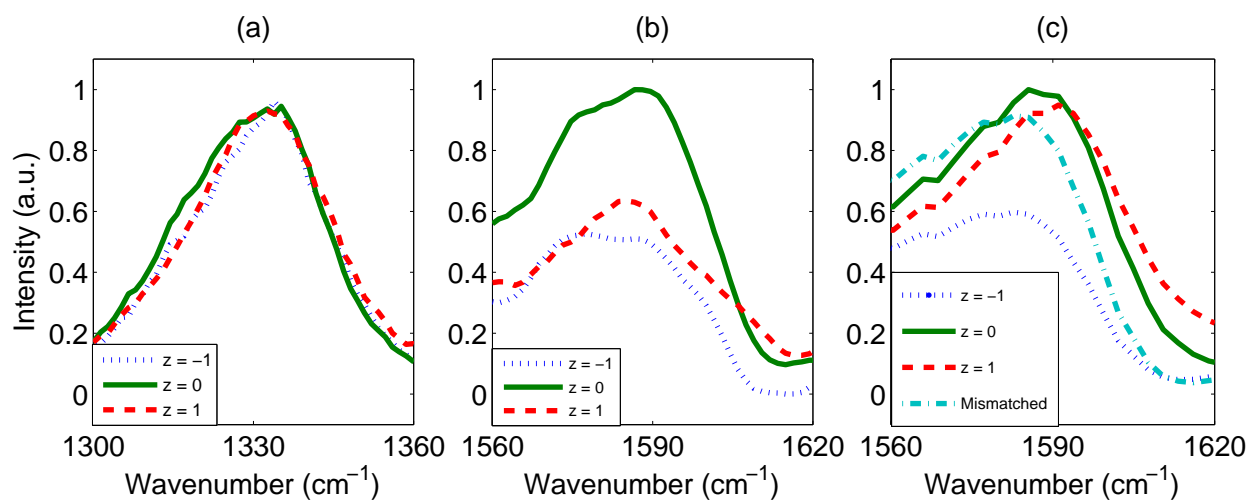 (a)
(b)
(c)
Intensity (a.u.)
1
0.8
0.6
0.4
0.2
0
1300 1330 1360
Wavenumber (cm⁻¹)
z = −1
z = 0
z = 1
1
0.8
0.6
0.4
0.2
0
1560 1590 1620
Wavenumber (cm⁻¹)
z = −1
z = 0
z = 1
1
0.8
0.6
0.4
0.2
0
1560 1590 1620
Wavenumber (cm⁻¹)
z = −1
z = 0
z = 1
Mismatched